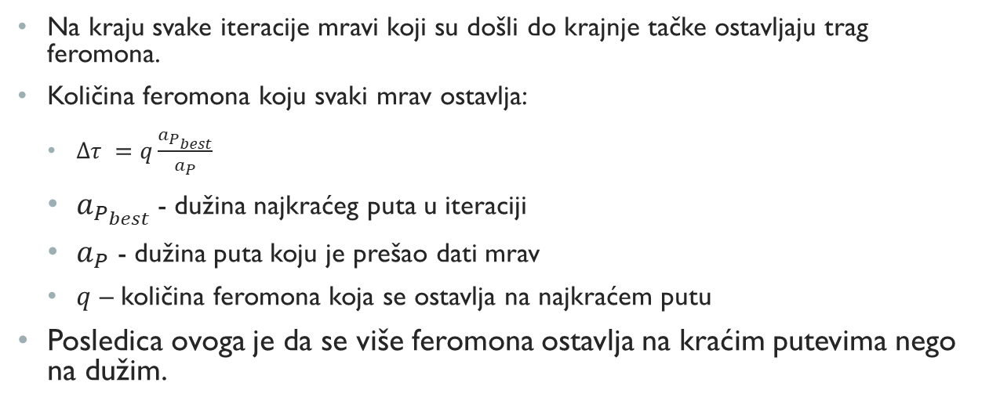 • Na kraju svake iteracije mravi koji su došli do krajnje tačke ostavljaju trag
feromona.
• Količina feromona koju svaki mrav ostavlja:
• Δτ = q a_{P_{best}} / a_P
• a_{P_{best}} - dužina najkraćeg puta u iteraciji
• a_P - dužina puta koju je prešao dati mrav
• q – količina feromona koja se ostavlja na najkraćem putu
• Posledica ovoga je da se više feromona ostavlja na kraćim putevima nego
na dužim.